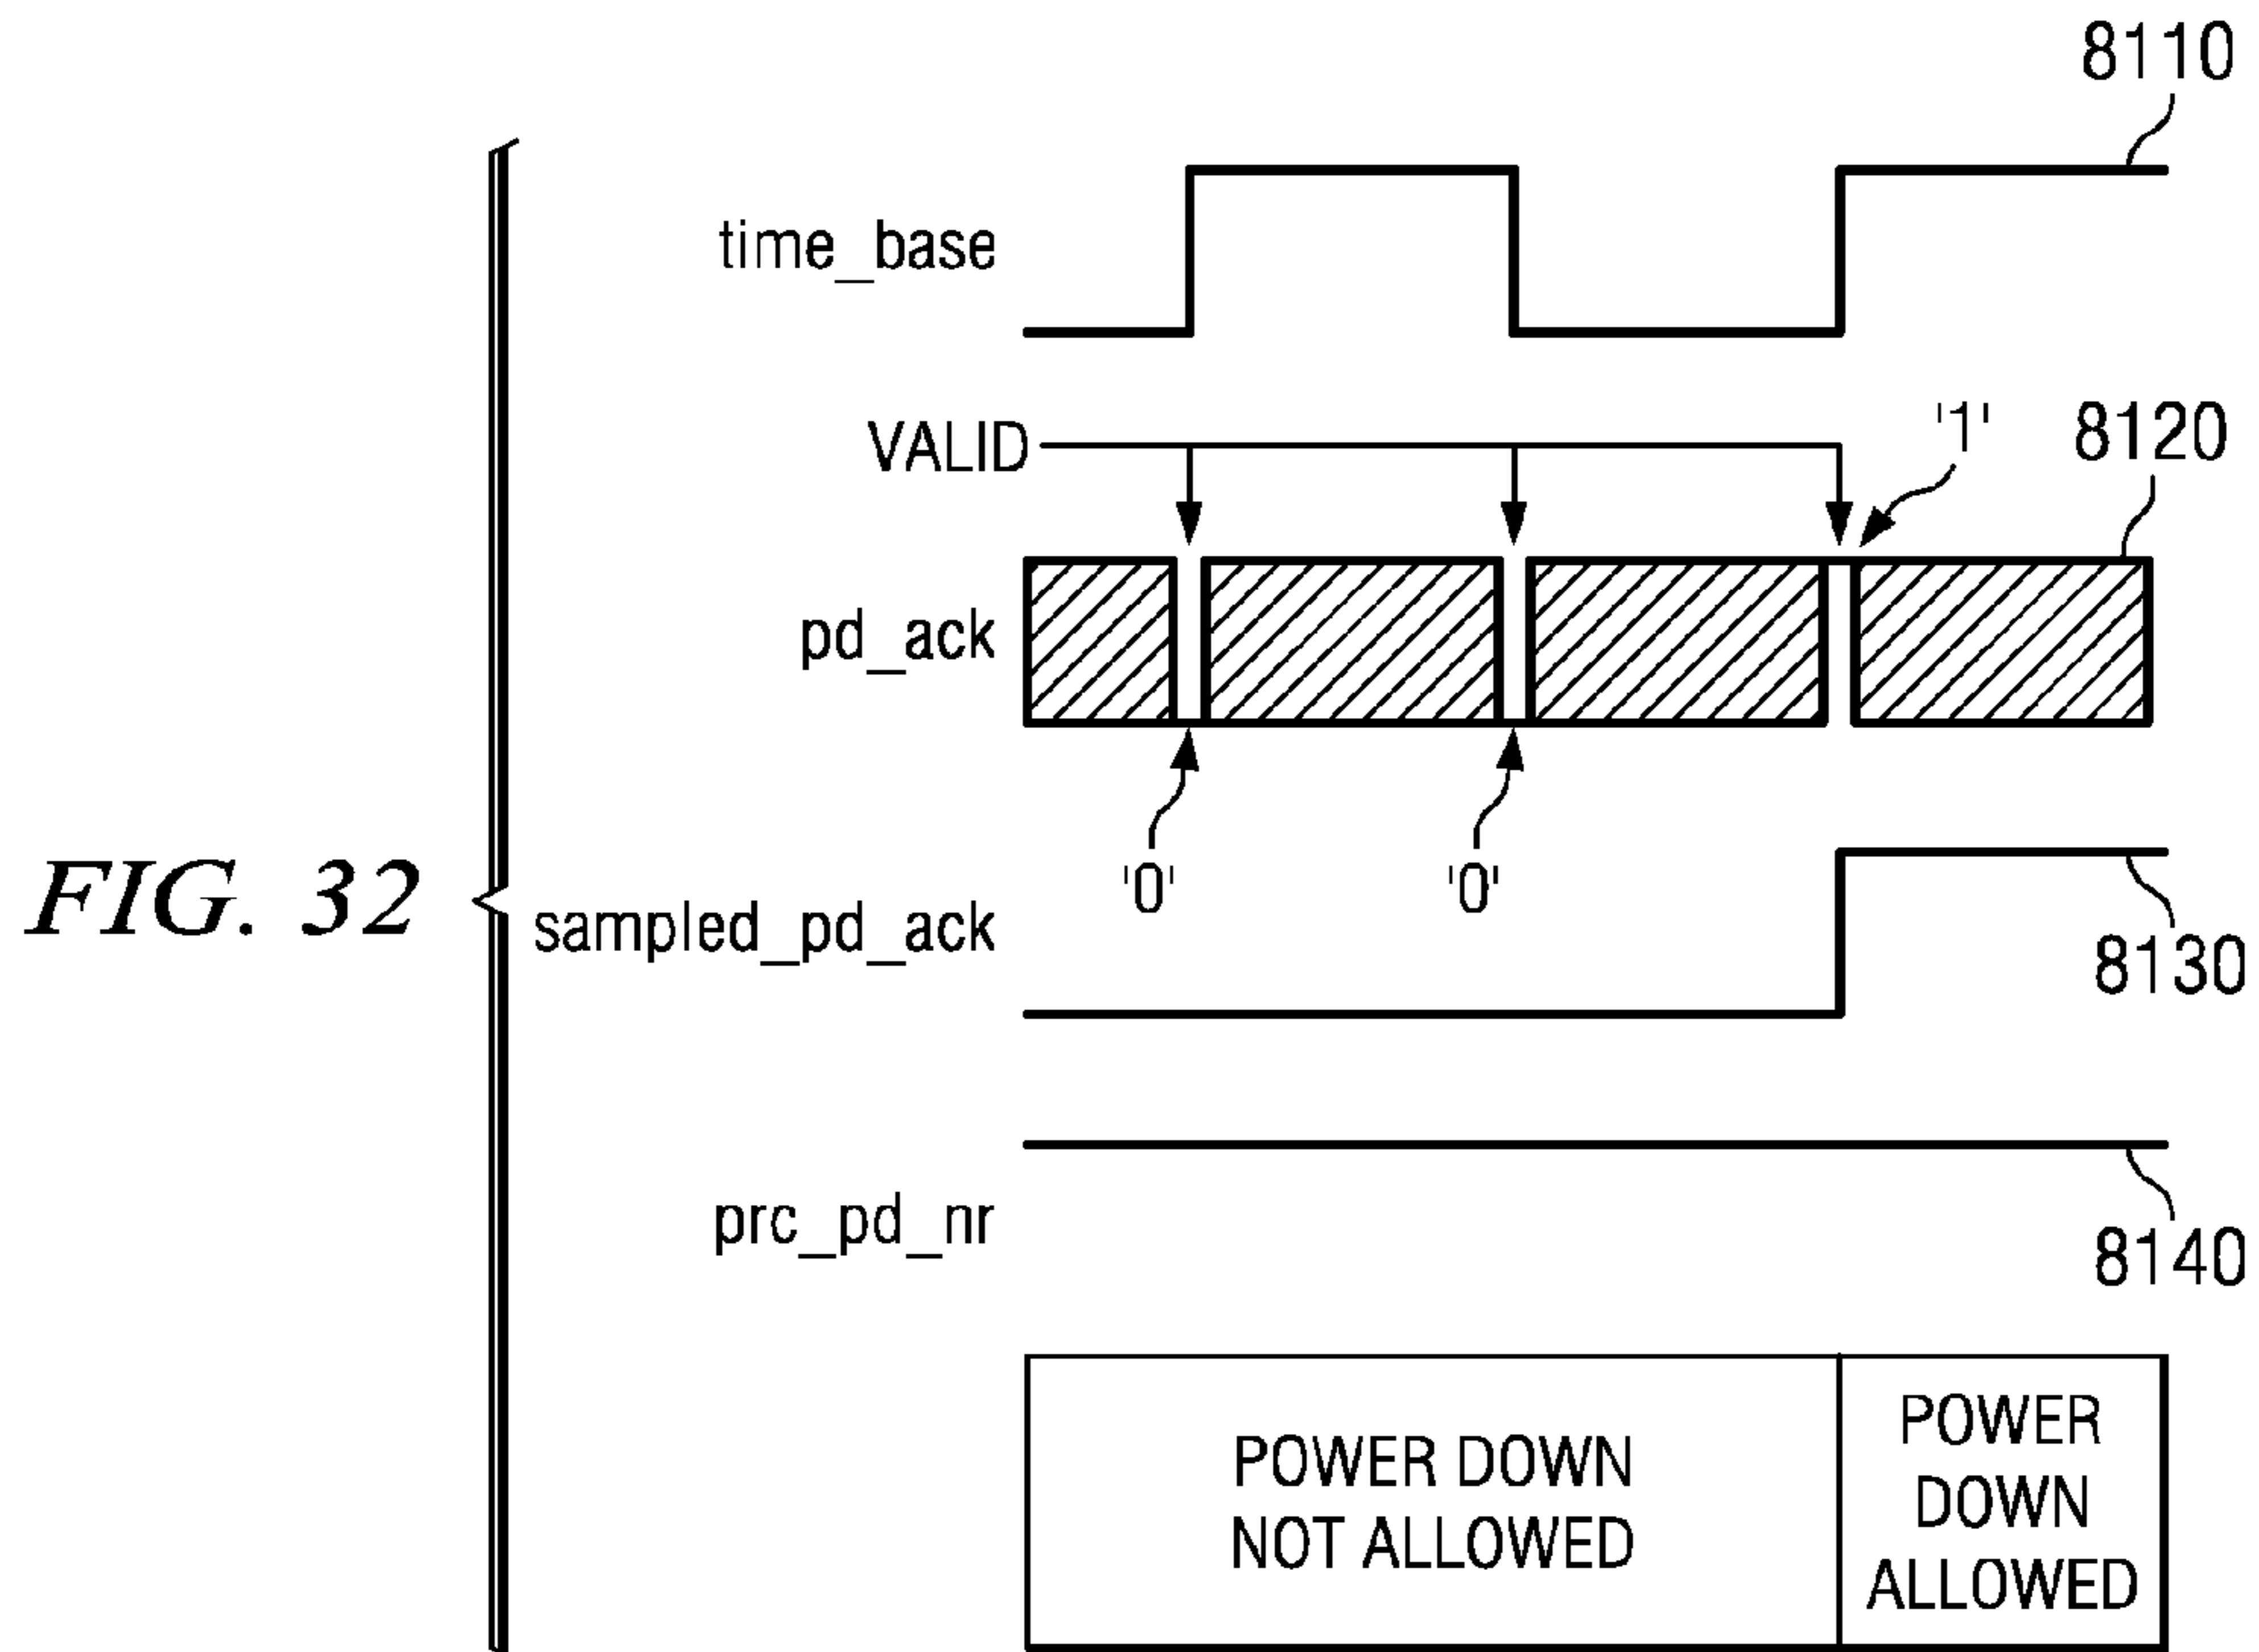 8110
time_base
VALID
'1'
8120
pd_ack
'0' '0'
FIG. 32
sampled_pd_ack
8130
prc_pd_nr
8140
POWER DOWN
NOT ALLOWED
POWER
DOWN
ALLOWED